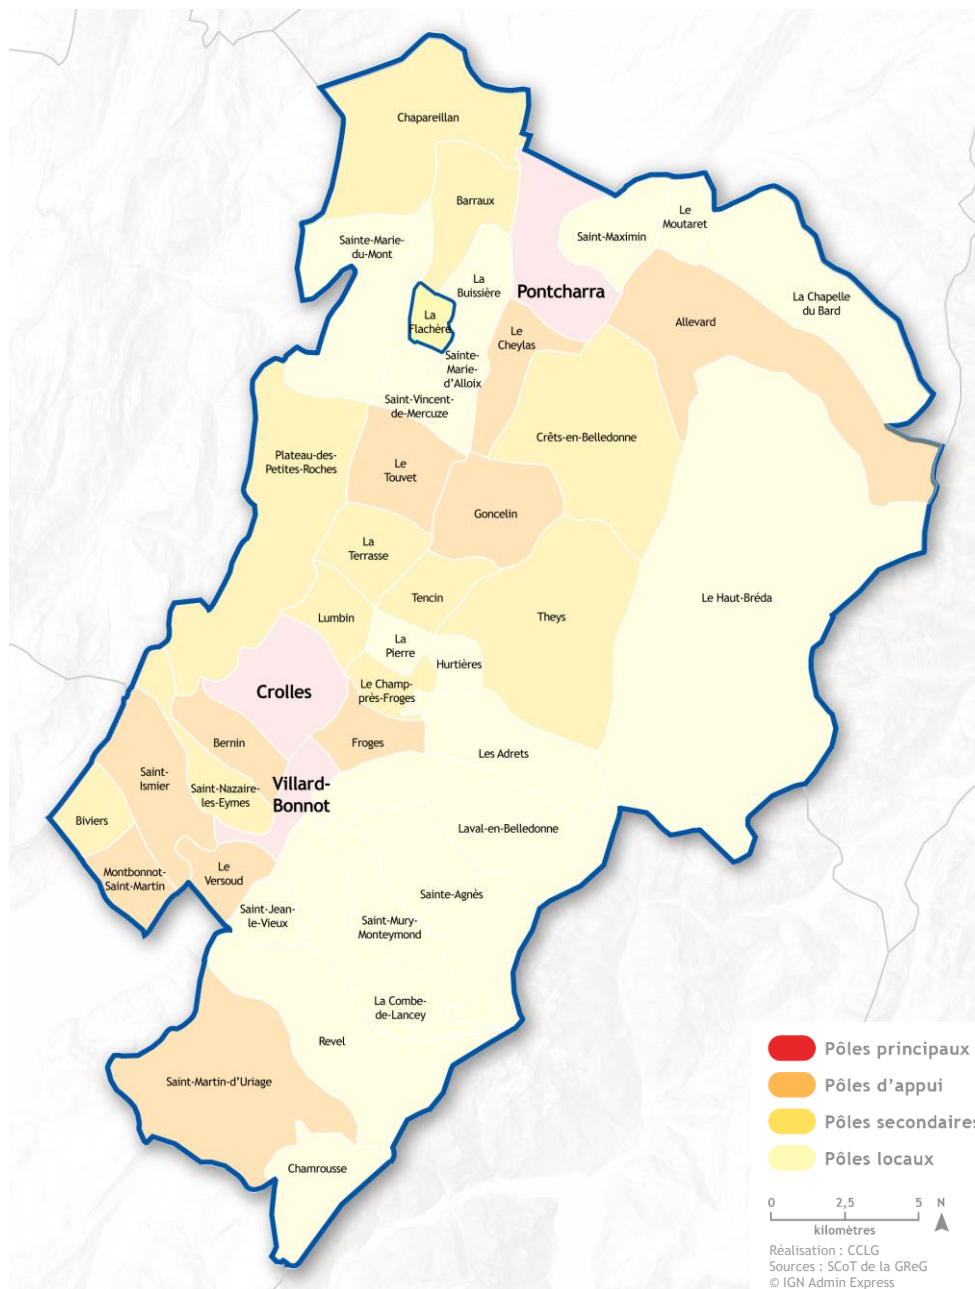 Chapareillan
Barraux
Le
Moutaret
Saint-Maximin
Sainte-Marie-
du-Mont
La
Buissière
Pontcharra
La Chapelle
du Bard
La
Flachère
Le
Cheylas
Allevard
Sainte-
Marie-
d'Alloix
Saint-Vincent-
de-Mercuze
Crêts-en-Belledonne
Plateau-des-
Petites-Roches
Le
Touvet
Goncelin
La
Terrasse
Tencin
Le Haut-Bréda
Lumbin
Theys
La
Pierre
Hurtières
Crolles
Le Champ-
près-Froges
Bernin
Froges
Les Adrets
Saint-
Ismier
Saint-Nazaire-
les-Eymes
Villard-
Bonnot
Biviers
Laval-en-Belledonne
Montbonnot-
Saint-Martin
Le
Versoud
Sainte-Agnès
Saint-Jean-
le-Vieux
Saint-Mury-
Monteymond
La Combe-
de-Lancey
Revel
Saint-Martin-d'Uriage
Chamrousse
Pôles principaux
Pôles d'appui
Pôles secondaires
Pôles locaux
0 2,5 5 N
kilomètres
Réalisation : CCLG
Sources : SCoT de la GReG
© IGN Admin Express